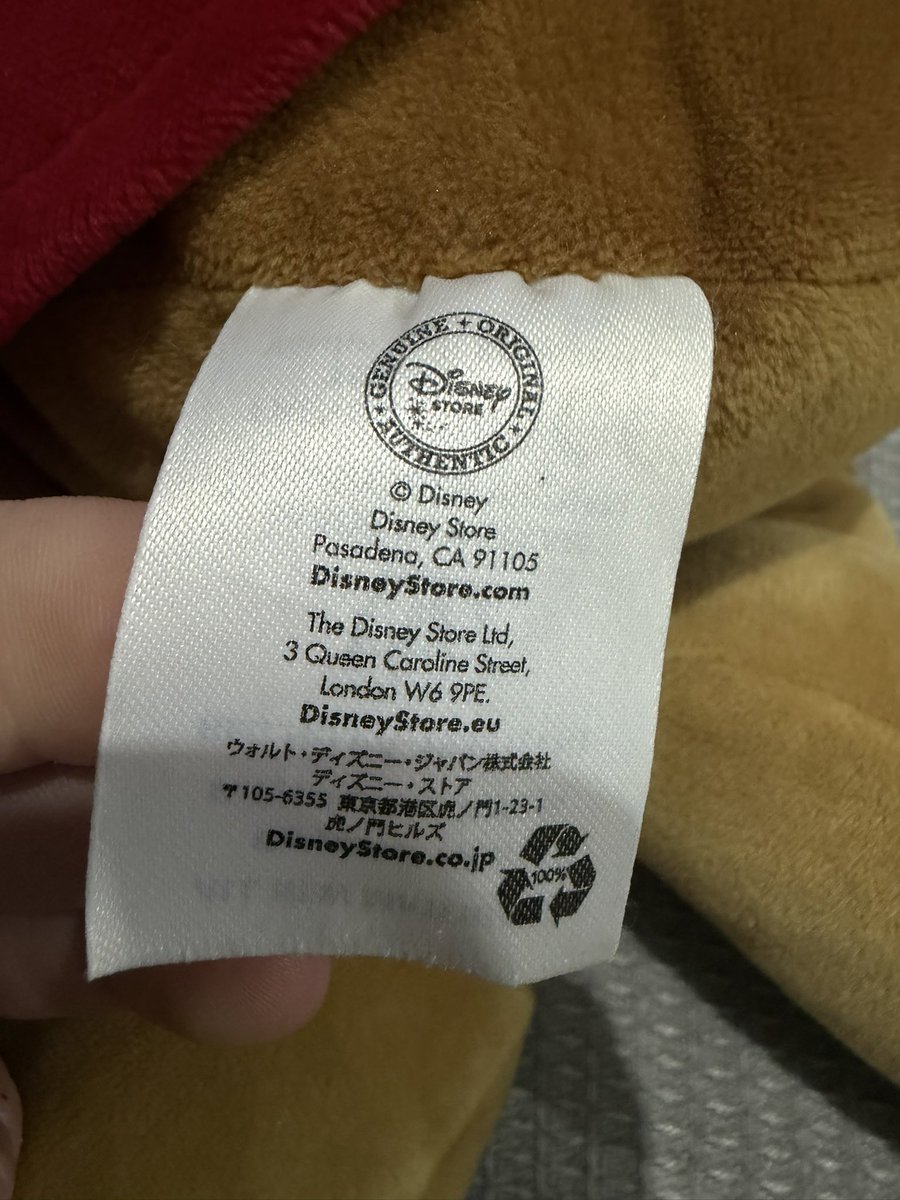 GENUINE ORIGINAL
Disney
STORE
AUTHENTIC
© Disney
Disney Store
Pasadena, CA 91105
DisneyStore.com
The Disney Store Ltd,
3 Queen Caroline Street,
London W6 9PE.
DisneyStore.eu
ウォルト・ディズニー・ジャパン株式会社
ディズニー・ストア
〒105-6355 東京都港区虎ノ門1-23-1
虎ノ門ヒルズ
DisneyStore.co.jp
100%